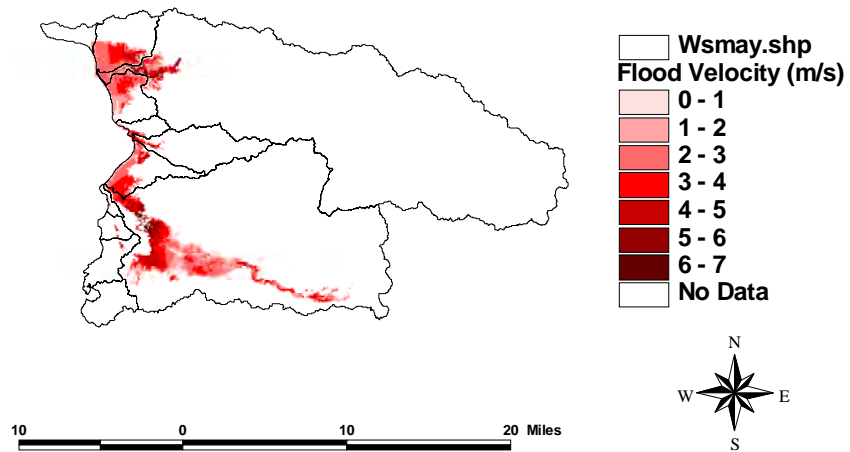 Wsmay.shp
Flood Velocity (m/s)
0 - 1
1 - 2
2 - 3
3 - 4
4 - 5
5 - 6
6 - 7
No Data
N
W E
S
10 0 10 20 Miles